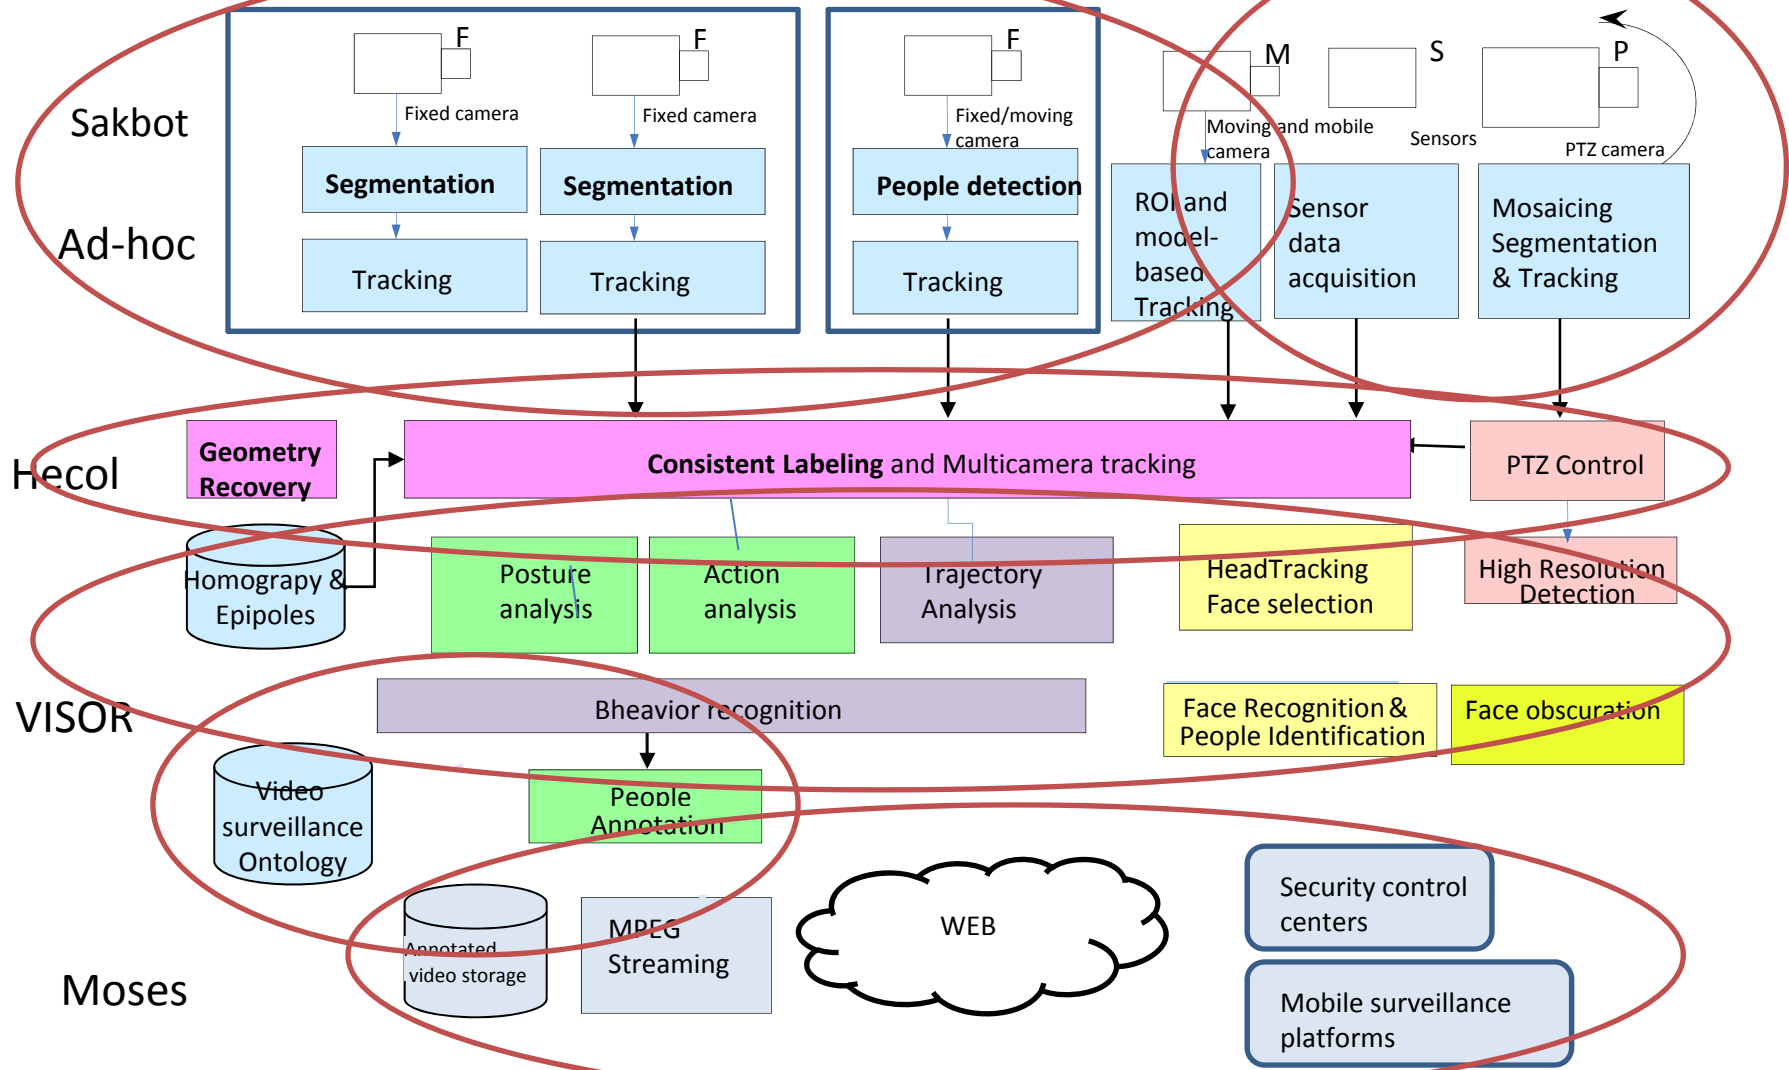 F
F
F
M
S
P
Sakbot
Fixed camera
Fixed camera
Fixed/moving
camera
Moving and mobile
camera
Sensors
PTZ camera
Segmentation
Segmentation
People detection
ROI and
model-
based
Tracking
Sensor
data
acquisition
Mosaicing
Segmentation
& Tracking
Ad-hoc
Tracking
Tracking
Tracking
Hecol
Geometry
Recovery
Consistent Labeling and Multicamera tracking
PTZ Control
Homograpy &
Epipoles
Posture
analysis
Action
analysis
Trajectory
Analysis
HeadTracking
Face selection
High Resolution
Detection
VISOR
Bheavior recognition
Face Recognition &
People Identification
Face obscuration
Video
surveillance
Ontology
People
Annotation
Moses
Annotated
video storage
MPEG
Streaming
WEB
Security control
centers
Mobile surveillance
platforms